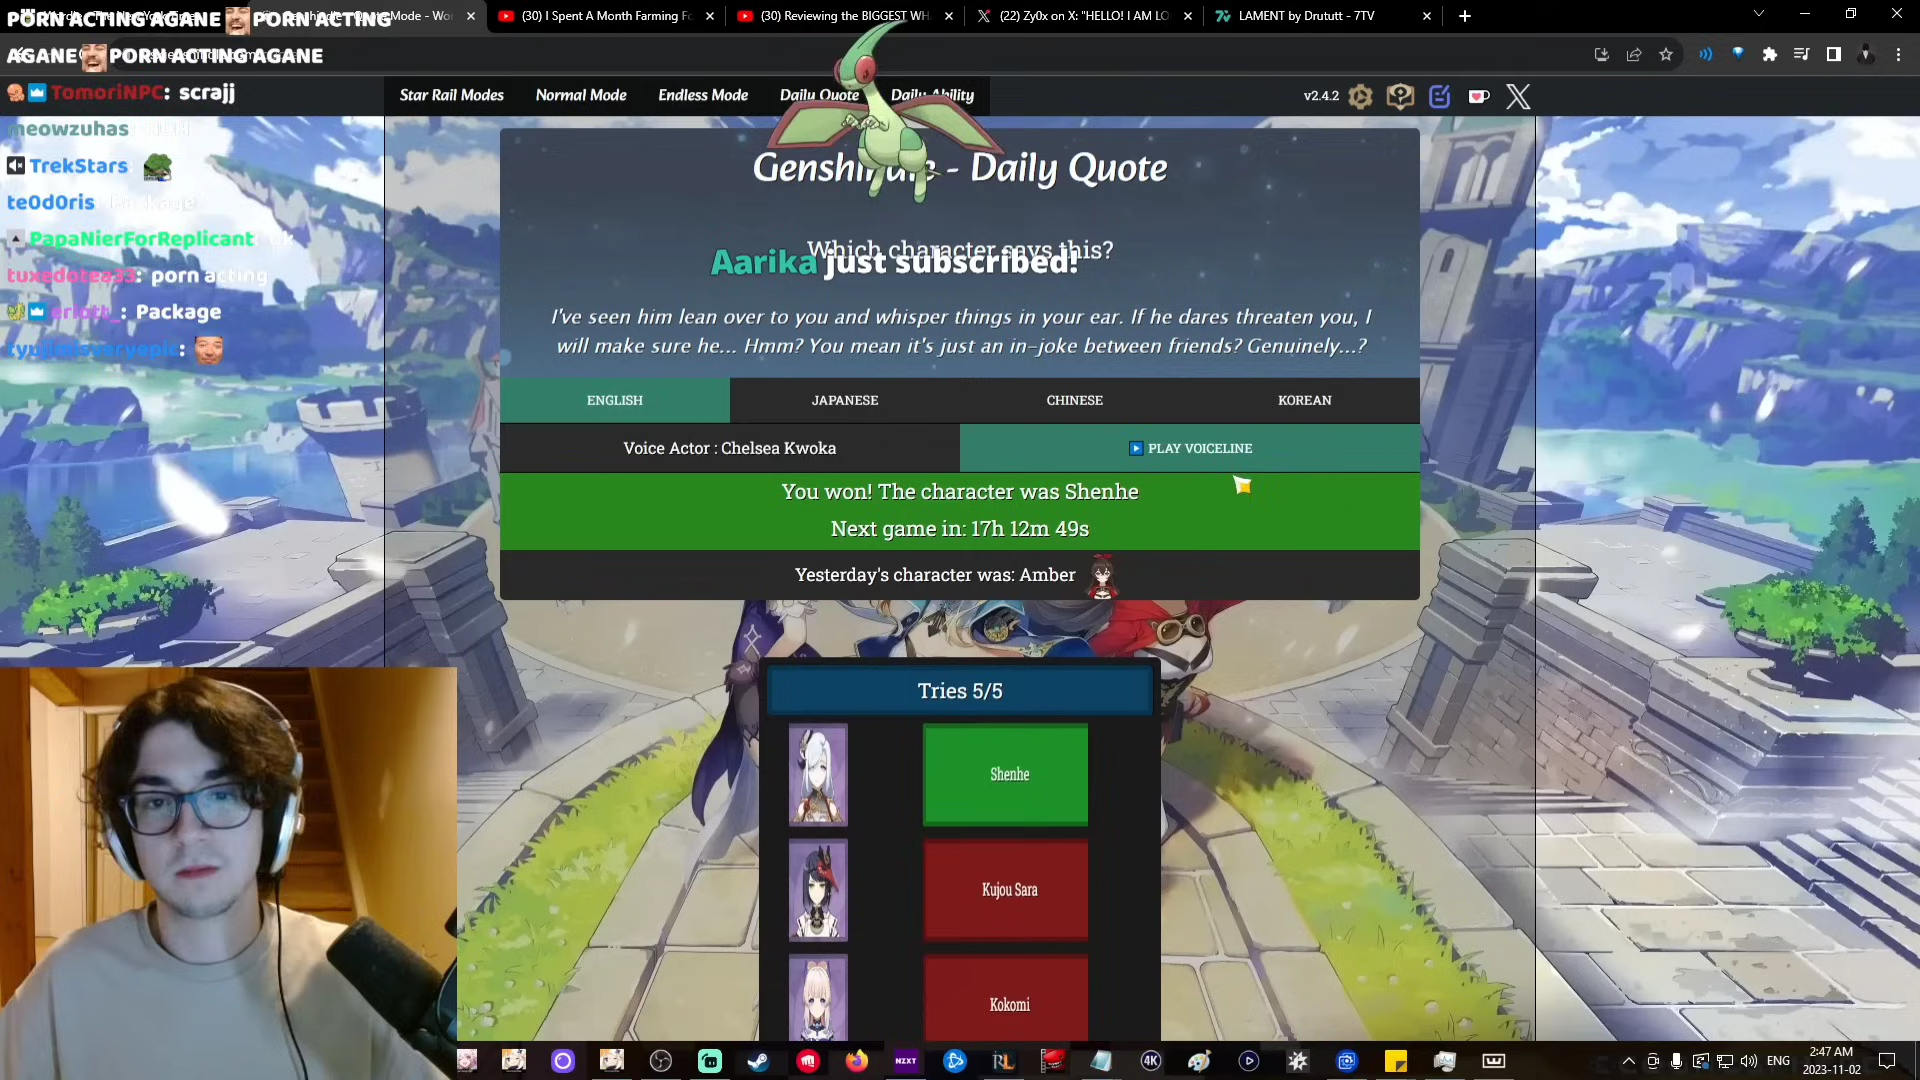 PORN ACTING AGANE PORN ACTING
AGANE PORN ACTING AGANE
(30) I Spent A Month Farming Fo
(30) Reviewing the BIGGEST WH
(22) Zy0x on X: "HELLO! I AM LO
LAMENT by Drututt - 7TV
TomoriNPC: scrajj
Star Rail Modes
Normal Mode
Endless Mode
Daily Quote
Daily Ability
v2.4.2
meowzuhas
TrekStars
te0d0ris Package
PapaNierForReplicant
tuxedotea33: porn acting
Package
Genshindle - Daily Quote
Which character says this?
Aarika just subscribed!
I've seen him lean over to you and whisper things in your ear. If he dares threaten you, I
will make sure he... Hmm? You mean it's just an in-joke between friends? Genuinely...?
ENGLISH
JAPANESE
CHINESE
KOREAN
Voice Actor : Chelsea Kwoka
PLAY VOICELINE
You won! The character was Shenhe
Next game in: 17h 12m 49s
Yesterday's character was: Amber
Tries 5/5
Shenhe
Kujou Sara
Kokomi
NZXT
4K
ENG
2:47 AM
2023-11-02